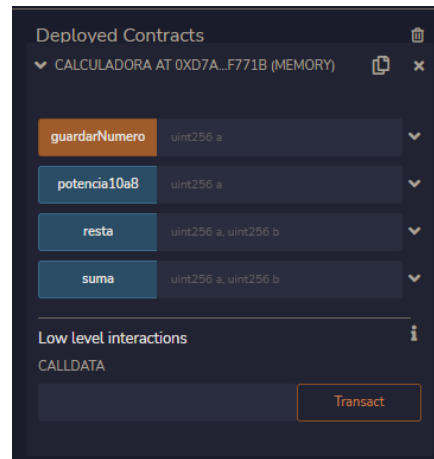 Deployed Contracts
CALCULADORA AT 0XD7A...F771B (MEMORY)
guardarNumero uint256 a
potencia10a8 uint256 a
resta uint256 a, uint256 b
suma uint256 a, uint256 b
Low level interactions
CALLDATA
Transact